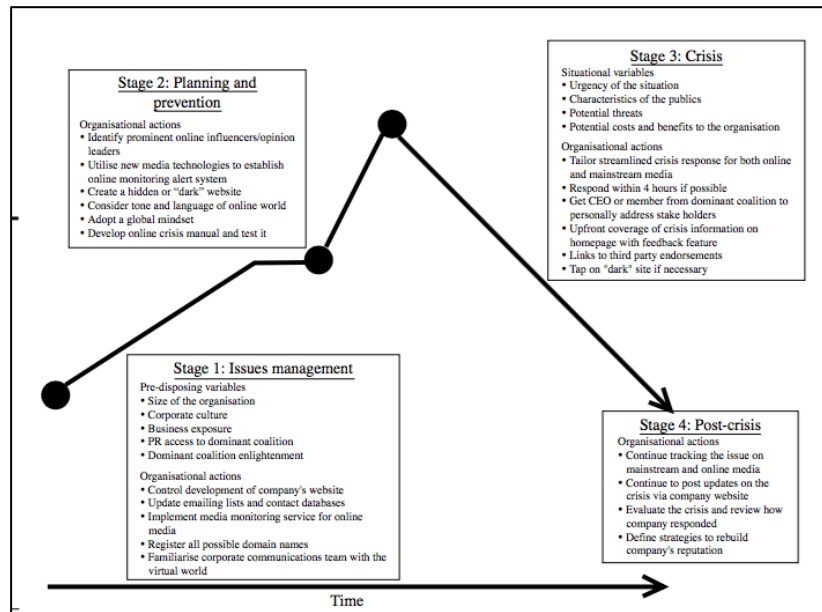 Stage 2: Planning and
prevention
Organisational actions
• Identify prominent online influencers/opinion
leaders
• Utilise new media technologies to establish
online monitoring alert system
• Create a hidden or “dark” website
• Consider tone and language of online world
• Adopt a global mindset
• Develop online crisis manual and test it
Stage 3: Crisis
Situational variables
• Urgency of the situation
• Characteristics of the publics
• Potential threats
• Potential costs and benefits to the organisation
Organisational actions
• Tailor streamlined crisis response for both online
and mainstream media
• Respond within 4 hours if possible
• Get CEO or member from dominant coalition to
personally address stake holders
• Upfront coverage of crisis information on
homepage with feedback feature
• Links to third party endorsements
• Tap on "dark" site if necessary
Stage 1: Issues management
Pre-disposing variables
• Size of the organisation
• Corporate culture
• Business exposure
• PR access to dominant coalition
• Dominant coalition enlightenment
Organisational actions
• Control development of company's website
• Update emailing lists and contact databases
• Implement media monitoring service for online
media
• Register all possible domain names
• Familiarise corporate communications team with the
virtual world
Stage 4: Post-crisis
Organisational actions
• Continue tracking the issue on
mainstream and online media
• Continue to post updates on the
crisis via company website
• Evaluate the crisis and review how
company responded
• Define strategies to rebuild
company's reputation
Time